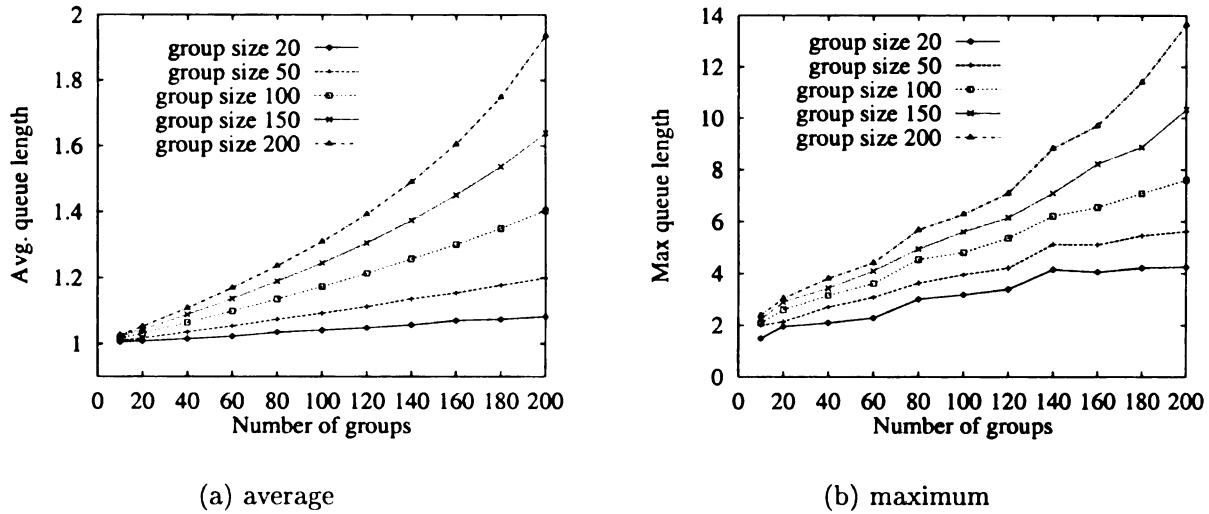 2
1.8
1.6
1.4
1.2
1
Avg. queue length
group size 20
group size 50
group size 100
group size 150
group size 200
0 20 40 60 80 100 120 140 160 180 200
Number of groups
(a) average
14
12
10
8
6
4
2
0
Max queue length
group size 20
group size 50
group size 100
group size 150
group size 200
0 20 40 60 80 100 120 140 160 180 200
Number of groups
(b) maximum